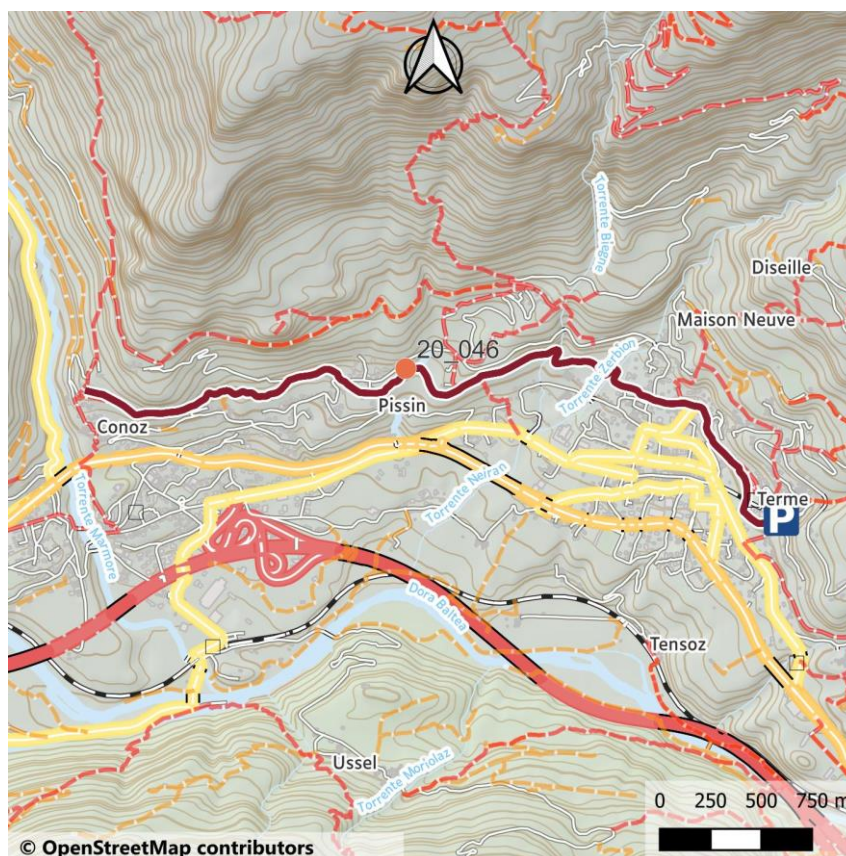 Diseille
Torrente Biegne
Maison Neuve
20_046
Torrente Zerbion
Pissin
Conoz
Terme
P
Torrente Neiran
Torrente Marmore
Dora Baltea
Tensoz
Ussel
Torrente Moriolaz
0 250 500 750 m
© OpenStreetMap contributors